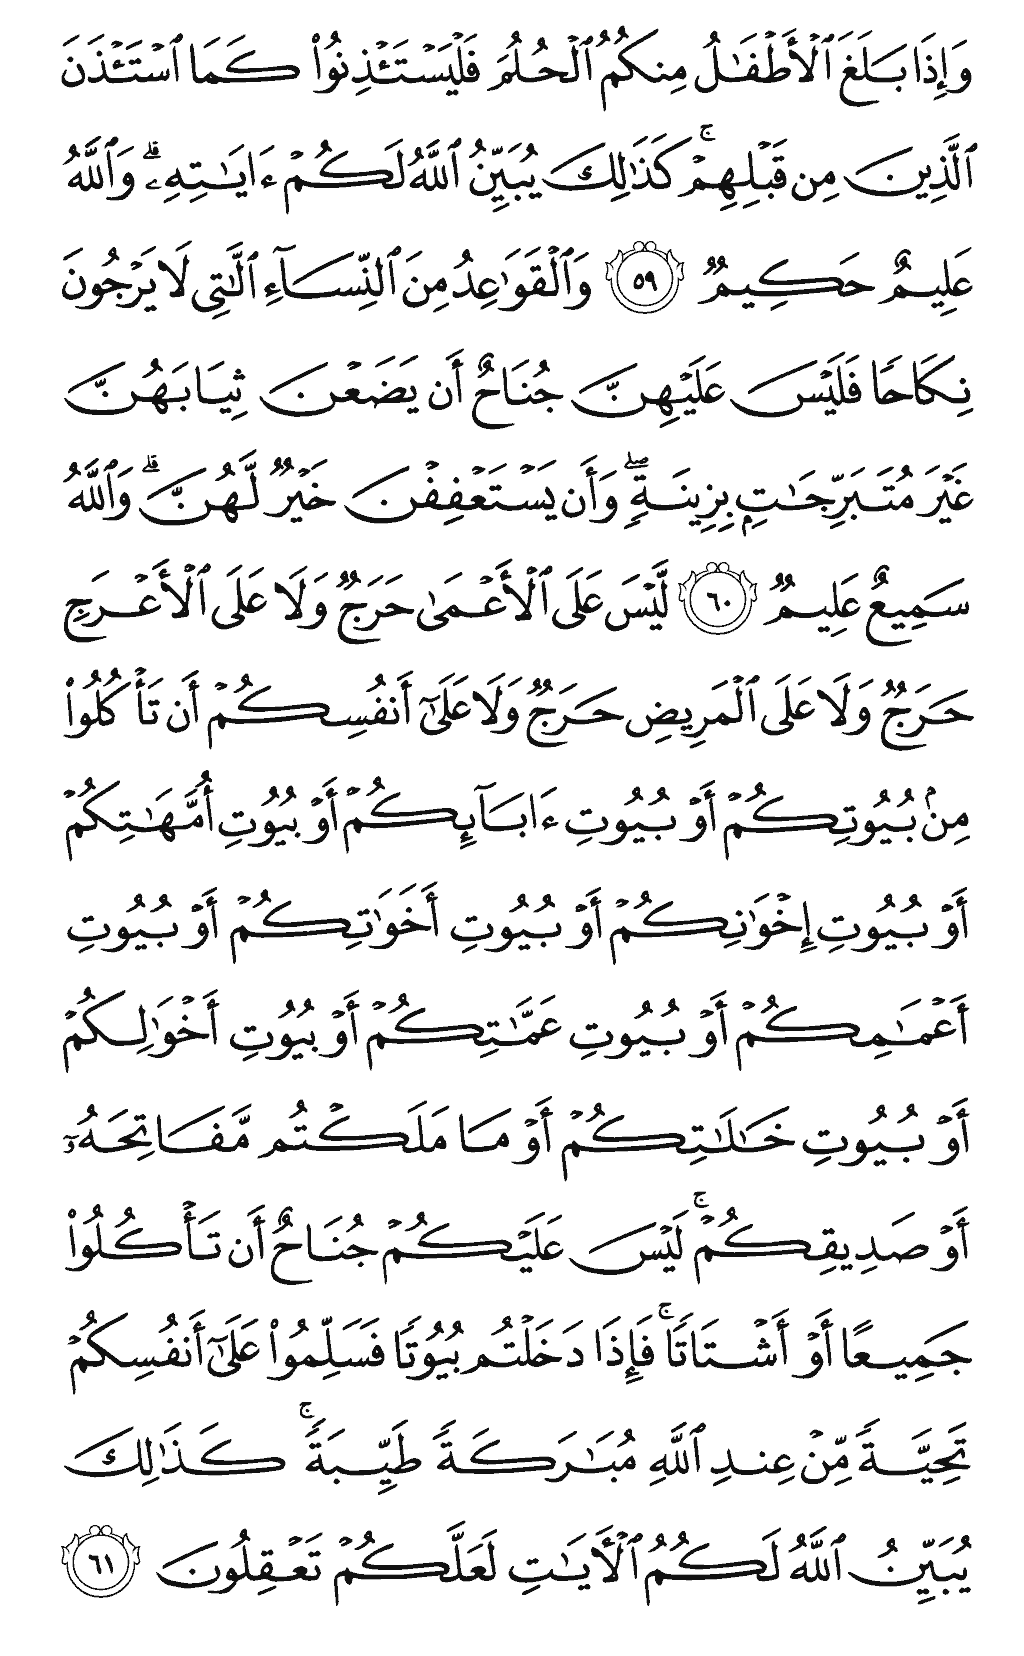 وَإِذَا بَلَغَ ٱلْأَطْفَـٰلُ مِنكُمُ ٱلْحُلُمَ فَلْيَسْتَـْٔذِنُوا۟ كَمَا ٱسْتَـْٔذَنَ
ٱلَّذِينَ مِن قَبْلِهِمْ ۚ كَذَٰلِكَ يُبَيِّنُ ٱللَّهُ لَكُمْ ءَايَـٰتِهِۦ ۗ وَٱللَّهُ
عَلِيمٌ حَكِيمٌ ٥٩ وَٱلْقَوَٰعِدُ مِنَ ٱلنِّسَآءِ ٱلَّـٰتِى لَا يَرْجُونَ
نِكَاحًا فَلَيْسَ عَلَيْهِنَّ جُنَاحٌ أَن يَضَعْنَ ثِيَابَهُنَّ
غَيْرَ مُتَبَرِّجَـٰتٍۭ بِزِينَةٍ ۖ وَأَن يَسْتَعْفِفْنَ خَيْرٌ لَّهُنَّ ۗ وَٱللَّهُ
سَمِيعٌ عَلِيمٌ ٦٠ لَّيْسَ عَلَى ٱلْأَعْمَىٰ حَرَجٌ وَلَا عَلَى ٱلْأَعْرَجِ
حَرَجٌ وَلَا عَلَى ٱلْمَرِيضِ حَرَجٌ وَلَا عَلَىٰٓ أَنفُسِكُمْ أَن تَأْكُلُوا۟
مِنۢ بُيُوتِكُمْ أَوْ بُيُوتِ ءَابَآئِكُمْ أَوْ بُيُوتِ أُمَّهَـٰتِكُمْ
أَوْ بُيُوتِ إِخْوَٰنِكُمْ أَوْ بُيُوتِ أَخَوَٰتِكُمْ أَوْ بُيُوتِ
أَعْمَـٰمِكُمْ أَوْ بُيُوتِ عَمَّـٰتِكُمْ أَوْ بُيُوتِ أَخْوَٰلِكُمْ
أَوْ بُيُوتِ خَـٰلَـٰتِكُمْ أَوْ مَا مَلَكْتُم مَّفَاتِحَهُۥٓ
أَوْ صَدِيقِكُمْ ۚ لَيْسَ عَلَيْكُمْ جُنَاحٌ أَن تَأْكُلُوا۟
جَمِيعًا أَوْ أَشْتَاتًا ۚ فَإِذَا دَخَلْتُم بُيُوتًا فَسَلِّمُوا۟ عَلَىٰٓ أَنفُسِكُمْ
تَحِيَّةً مِّنْ عِندِ ٱللَّهِ مُبَـٰرَكَةً طَيِّبَةً ۚ كَذَٰلِكَ
يُبَيِّنُ ٱللَّهُ لَكُمُ ٱلْـَٔايَـٰتِ لَعَلَّكُمْ تَعْقِلُونَ ٦١